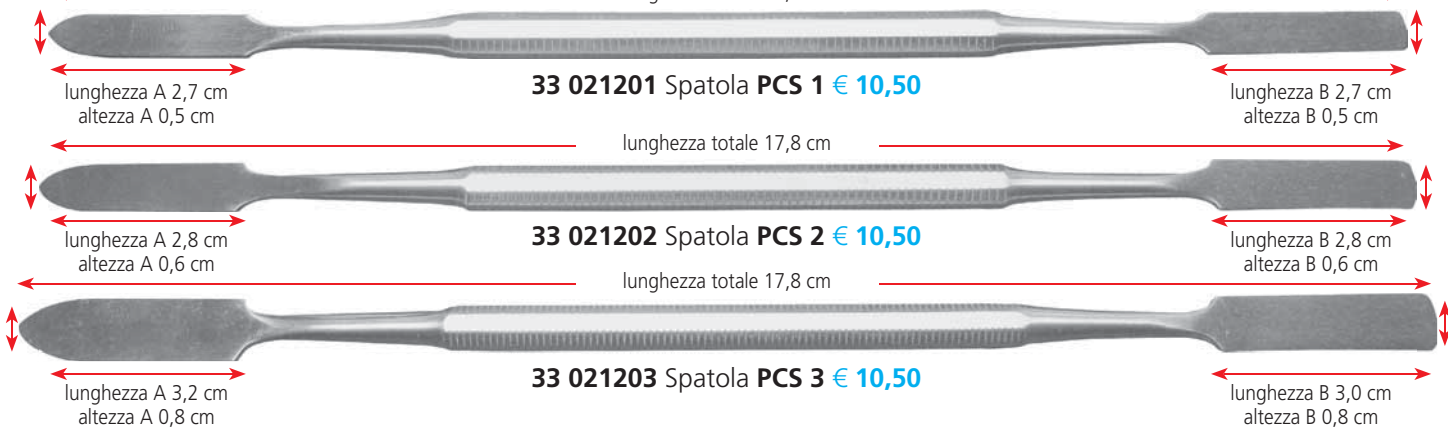 33 021201 Spatola PCS 1 € 10,50
lunghezza A 2,7 cm
altezza A 0,5 cm
lunghezza B 2,7 cm
altezza B 0,5 cm
lunghezza totale 17,8 cm
33 021202 Spatola PCS 2 € 10,50
lunghezza A 2,8 cm
altezza A 0,6 cm
lunghezza B 2,8 cm
altezza B 0,6 cm
lunghezza totale 17,8 cm
33 021203 Spatola PCS 3 € 10,50
lunghezza A 3,2 cm
altezza A 0,8 cm
lunghezza B 3,0 cm
altezza B 0,8 cm